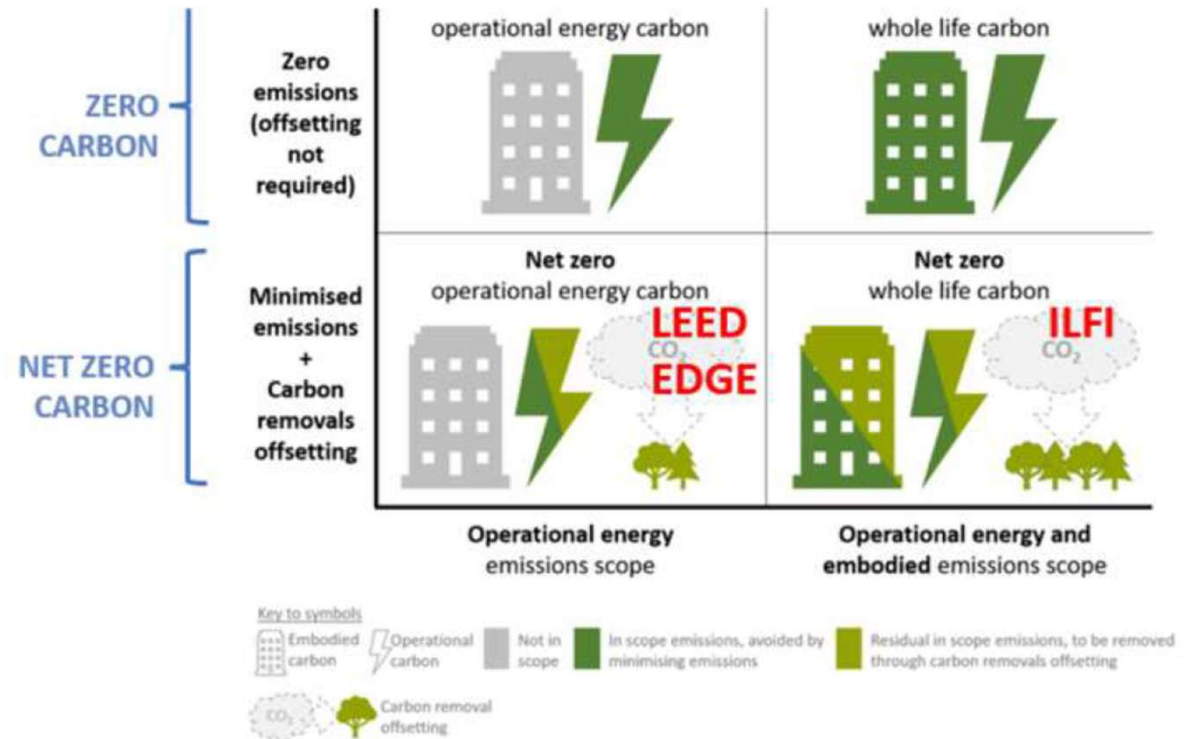 operational energy carbon
whole life carbon
ZERO
CARBON
Zero
emissions
(offsetting
not
required)
NET ZERO
CARBON
Minimised
emissions
+
Carbon
removals
offsetting
Net zero
operational energy carbon
LEED
CO₂
EDGE
Net zero
whole life carbon
ILFI
CO₂
Operational energy
emissions scope
Operational energy and
embodied emissions scope
Key to symbols
Embodied
carbon
Operational
carbon
Not in
scope
In scope emissions, avoided by
minimising emissions
Residual in scope emissions, to be removed
through carbon removals offsetting
CO₂
Carbon removal
offsetting